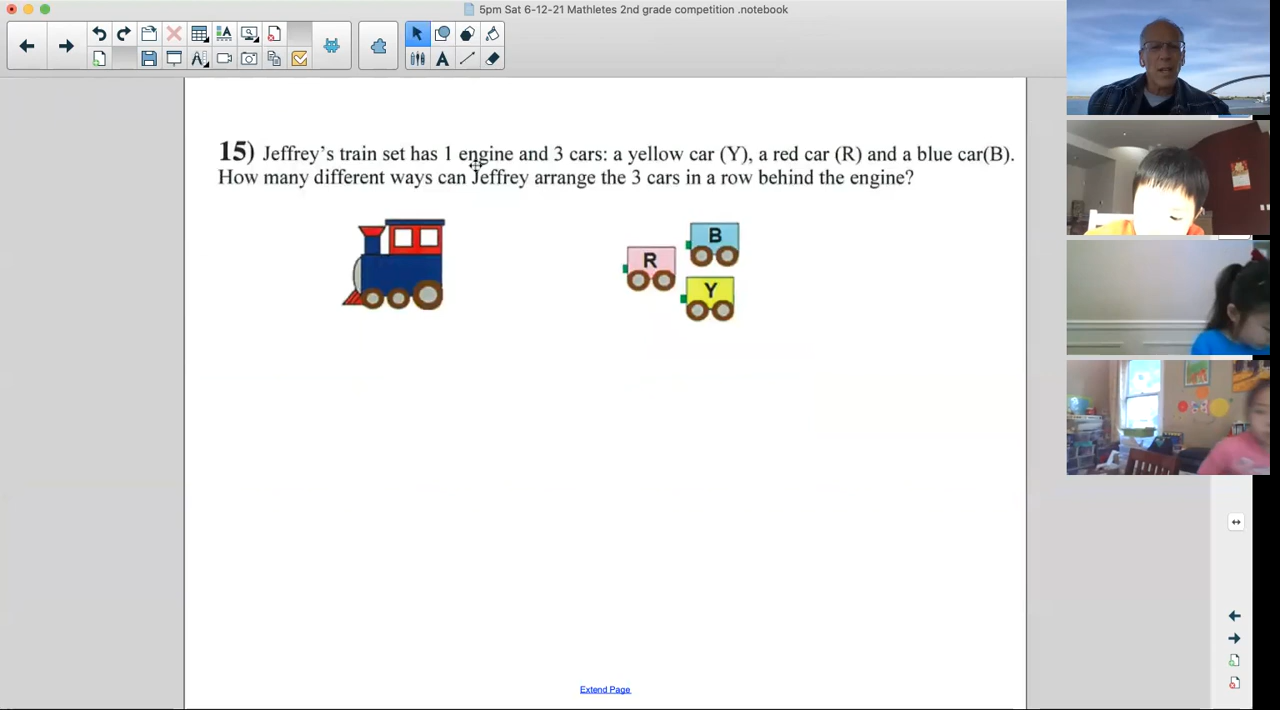 5pm Sat 6-12-21 Mathletes 2nd grade competition .notebook
15) Jeffrey's train set has 1 engine and 3 cars: a yellow car (Y), a red car (R) and a blue car(B).
How many different ways can Jeffrey arrange the 3 cars in a row behind the engine?
B
R
Y
Extend Page